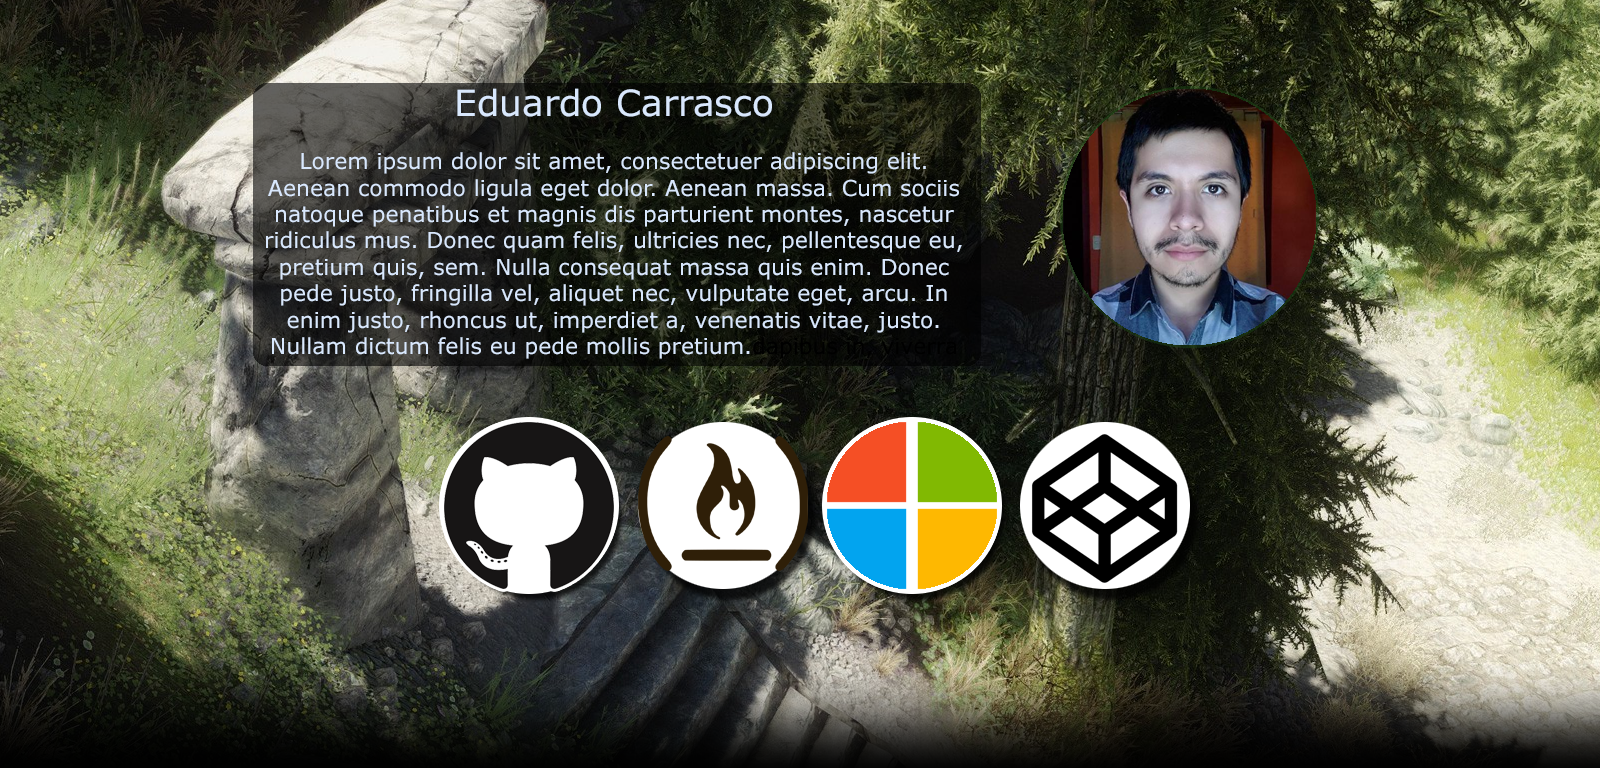 Eduardo Carrasco
Lorem ipsum dolor sit amet, consectetuer adipiscing elit.
Aenean commodo ligula eget dolor. Aenean massa. Cum sociis
natoque penatibus et magnis dis parturient montes, nascetur
ridiculus mus. Donec quam felis, ultricies nec, pellentesque eu,
pretium quis, sem. Nulla consequat massa quis enim. Donec
pede justo, fringilla vel, aliquet nec, vulputate eget, arcu. In
enim justo, rhoncus ut, imperdiet a, venenatis vitae, justo.
Nullam dictum felis eu pede mollis pretium. dapibus in, viverra